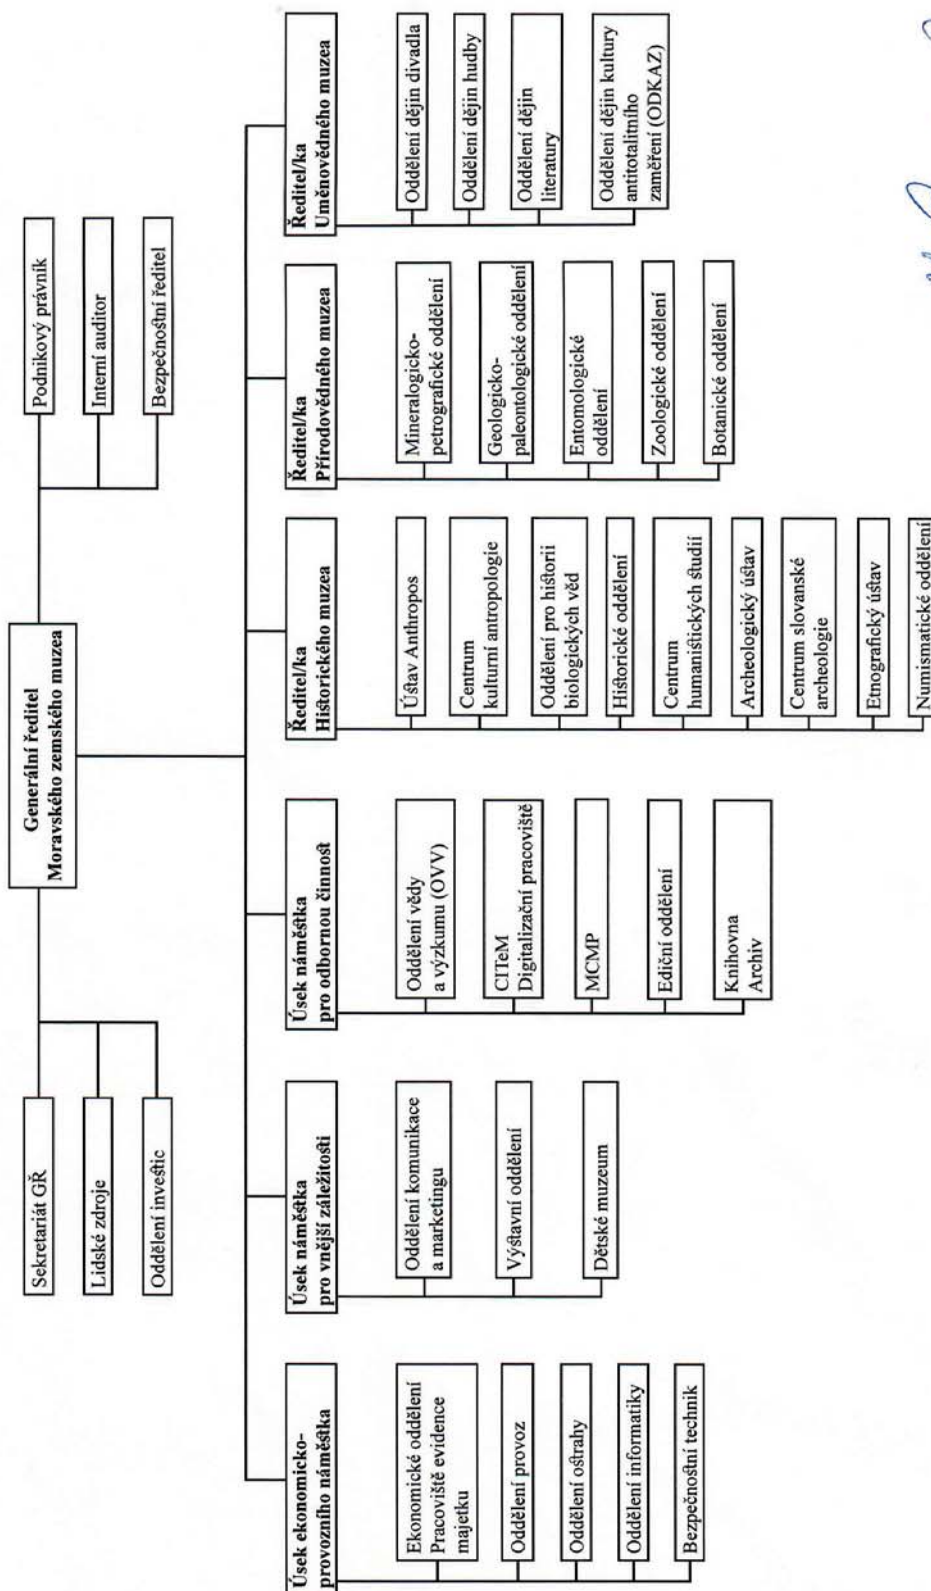 Generální ředitel
Moravského zemského muzea
Sekretariát GŘ
Lidské zdroje
Oddělení investic
Podnikový právník
Interní auditor
Bezpečnostní ředitel
Úsek ekonomicko-
provozního náměstka
Ekonomické oddělení
Pracoviště evidence
majetku
Oddělení provoz
Oddělení ostrahy
Oddělení informatiky
Bezpečnostní technik
Úsek náměstka
pro vnější záležitosti
Oddělení komunikace
a marketingu
Výstavní oddělení
Dětské muzeum
Úsek náměstka
pro odbornou činnost
Oddělení vědy
a výzkumu (OVV)
CITeM
Digitalizační pracoviště
MCMP
Ediční oddělení
Knihovna
Archiv
Ředitel/ka
Historického muzea
Ústav Anthropos
Centrum
kulturní antropologie
Oddělení pro historii
biologických věd
Historické oddělení
Centrum
humanistických studií
Archeologický ústav
Centrum slovanské
archeologie
Etnografický ústav
Numismatické oddělení
Ředitel/ka
Přírodovědného muzea
Mineralogicko-
petrografické oddělení
Geologicko-
paleontologické oddělení
Entomologické
oddělení
Zoologické oddělení
Botanické oddělení
Ředitel/ka
Uměnovědného muzea
Oddělení dějin divadla
Oddělení dějin hudby
Oddělení dějin
literatury
Oddělení dějin kultury
antitotalitního
zaměření (ODKAZ)